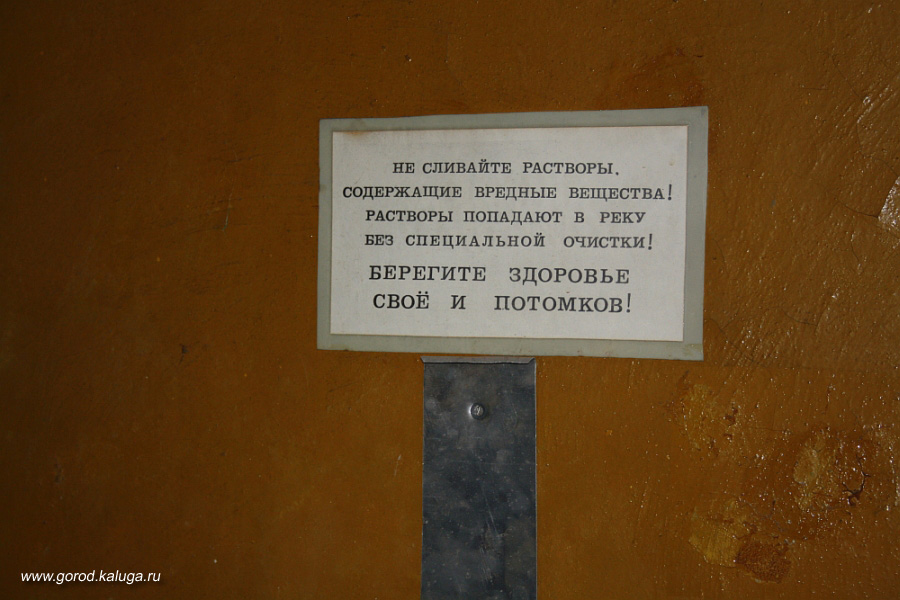 НЕ СЛИВАЙТЕ РАСТВОРЫ,
СОДЕРЖАЩИЕ ВРЕДНЫЕ ВЕЩЕСТВА!
РАСТВОРЫ ПОПАДАЮТ В РЕКУ
БЕЗ СПЕЦИАЛЬНОЙ ОЧИСТКИ!
БЕРЕГИТЕ ЗДОРОВЬЕ
СВОЁ И ПОТОМКОВ!
www.gorod.kaluga.ru